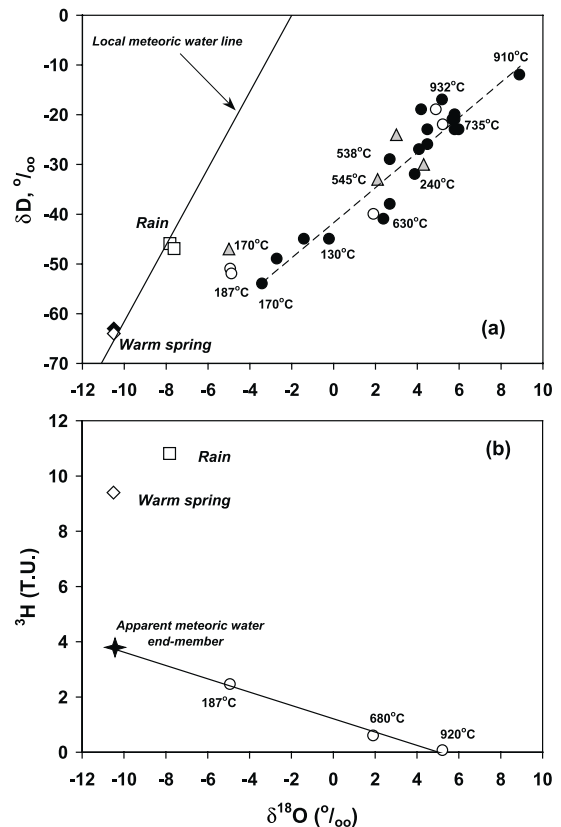 0
(a)
Local meteoric water line
910°C
932°C
-10
-20
735°C
δD, °/oo
-30
538°C
545°C
240°C
-40
Rain
170°C
630°C
130°C
-50
187°C
170°C
-60
Warm spring
-70
-12 -10 -8 -6 -4 -2 0 2 4 6 8 10
12
(b)
Rain
10
Warm spring
8
³H (T.U.)
6
Apparent meteoric water
end-member
4
2
187°C
680°C
920°C
0
-12 -10 -8 -6 -4 -2 0 2 4 6 8 10
δ¹⁸O (°/oo)